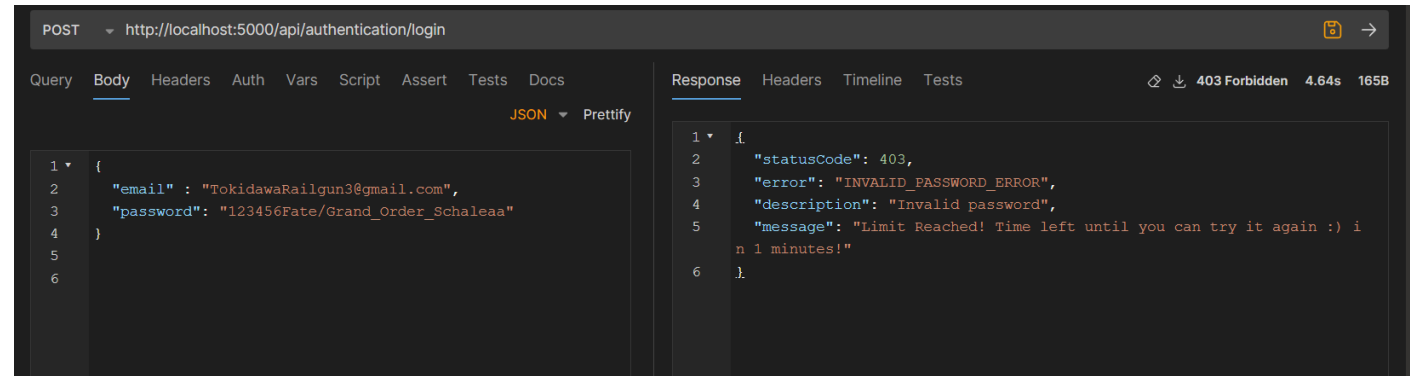 POST http://localhost:5000/api/authentication/login
Query Body Headers Auth Vars Script Assert Tests Docs
JSON Prettify
1 {
2 "email" : "TokidawaRailgun3@gmail.com",
3 "password": "123456Fate/Grand_Order_Schaleaa"
4 }
5
6
Response Headers Timeline Tests 403 Forbidden 4.64s 165B
1 {
2 "statusCode": 403,
3 "error": "INVALID_PASSWORD_ERROR",
4 "description": "Invalid password",
5 "message": "Limit Reached! Time left until you can try it again :) i
n 1 minutes!"
6 }